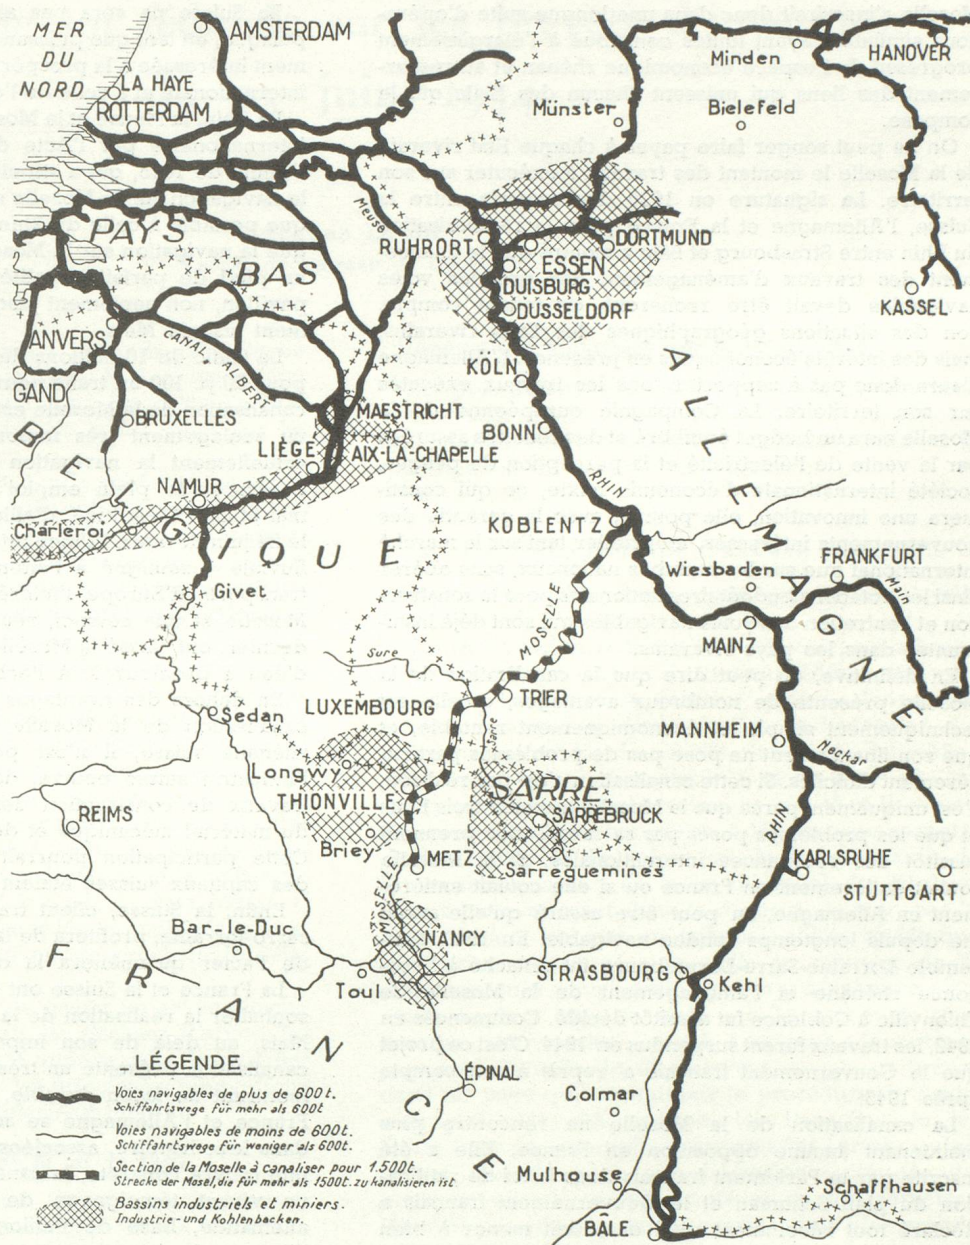 MER
DU
NORD
AMSTERDAM
LA HAYE
ROTTERDAM
Minden
HANOVER
Münster
Bielefeld
PAYS
BAS
Meuse
RUHRORT
DORTMUND
ESSEN
DUISBURG
DÜSSELDORF
KASSEL
ANVERS
GAND
CANAL ALBERT
KÖLN
BRUXELLES
MAESTRICHT
BONN
LIÉGE
AIX-LA-CHAPELLE
NAMUR
RHIN
KOBLENTZ
Charleroi
BELGIQUE
ALLEMAGNE
FRANKFURT
Wiesbaden
Main
Givet
MOSELLE
MAINZ
Sure
TRIER
Sedan
LUXEMBOURG
Sarre
MANNHEIM
Neckar
Longwy
THIONVILLE
SARRE
SARREBRUCK
REIMS
Briey
METZ
RHIN
KARLSRUHE
Sarreguemines
STUTTGART
MOSELLE
Bar-le-Duc
NANCY
Toul
STRASBOURG
Kehl
FRANCE
ÉPINAL
Colmar
Mulhouse
Schaffhausen
BALE
LÉGENDE
Voies navigables de plus de 600 t.
Schiffahrtswege für mehr als 600t
Voies navigables de moins de 600t.
Schiffahrtswege für weniger als 600t.
Section de la Moselle à canaliser pour 1.500t.
Strecke der Mosel, die für mehr als 1500t. zu kanalisieren ist.
Bassins industriels et miniers.
Industrie- und Kohlenbecken.